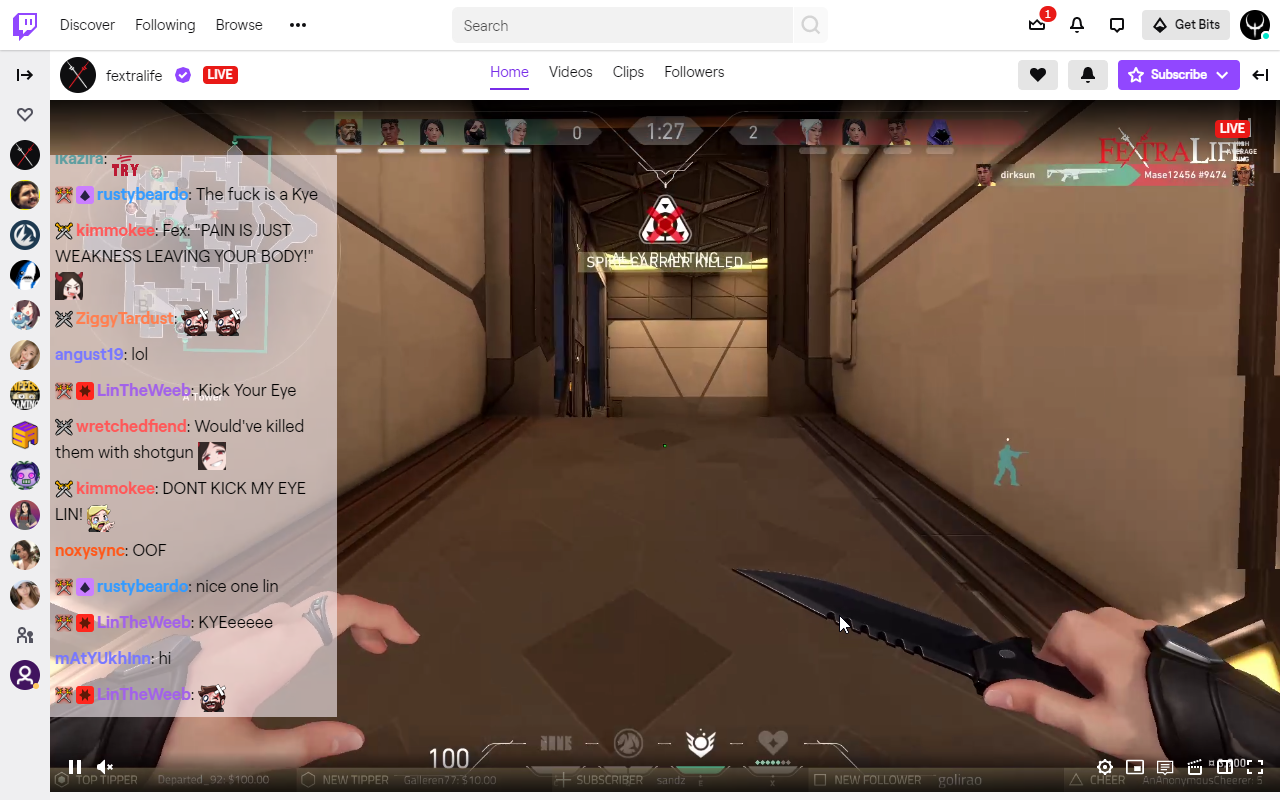 Discover Following Browse
Search
1
Get Bits
fextralife LIVE
Home Videos Clips Followers
Subscribe
0 1:27 2
LIVE
FEXTRALIFE
dirksun Mase12456 #9474
ALLY PLANTING
SPIKE CARRIER KILLED
ikazira: TRY
rustybeardo: The fuck is a Kye
kimmokee: Fex: "PAIN IS JUST
WEAKNESS LEAVING YOUR BODY!"
B
ZiggyTardust:
angust19: lol
LinTheWeeb: Kick Your Eye
A Tower
wretchedfiend: Would've killed
them with shotgun
kimmokee: DONT KICK MY EYE
LIN!
noxysync: OOF
rustybeardo: nice one lin
LinTheWeeb: KYEeeeee
mAtYUkhInn: hi
LinTheWeeb:
100
TOP TIPPER Departed_92: $100.00 NEW TIPPER Galleren77: $10.00 SUBSCRIBER sandz NEW FOLLOWER golirao CHEER AnAnonymousCheerer: 5